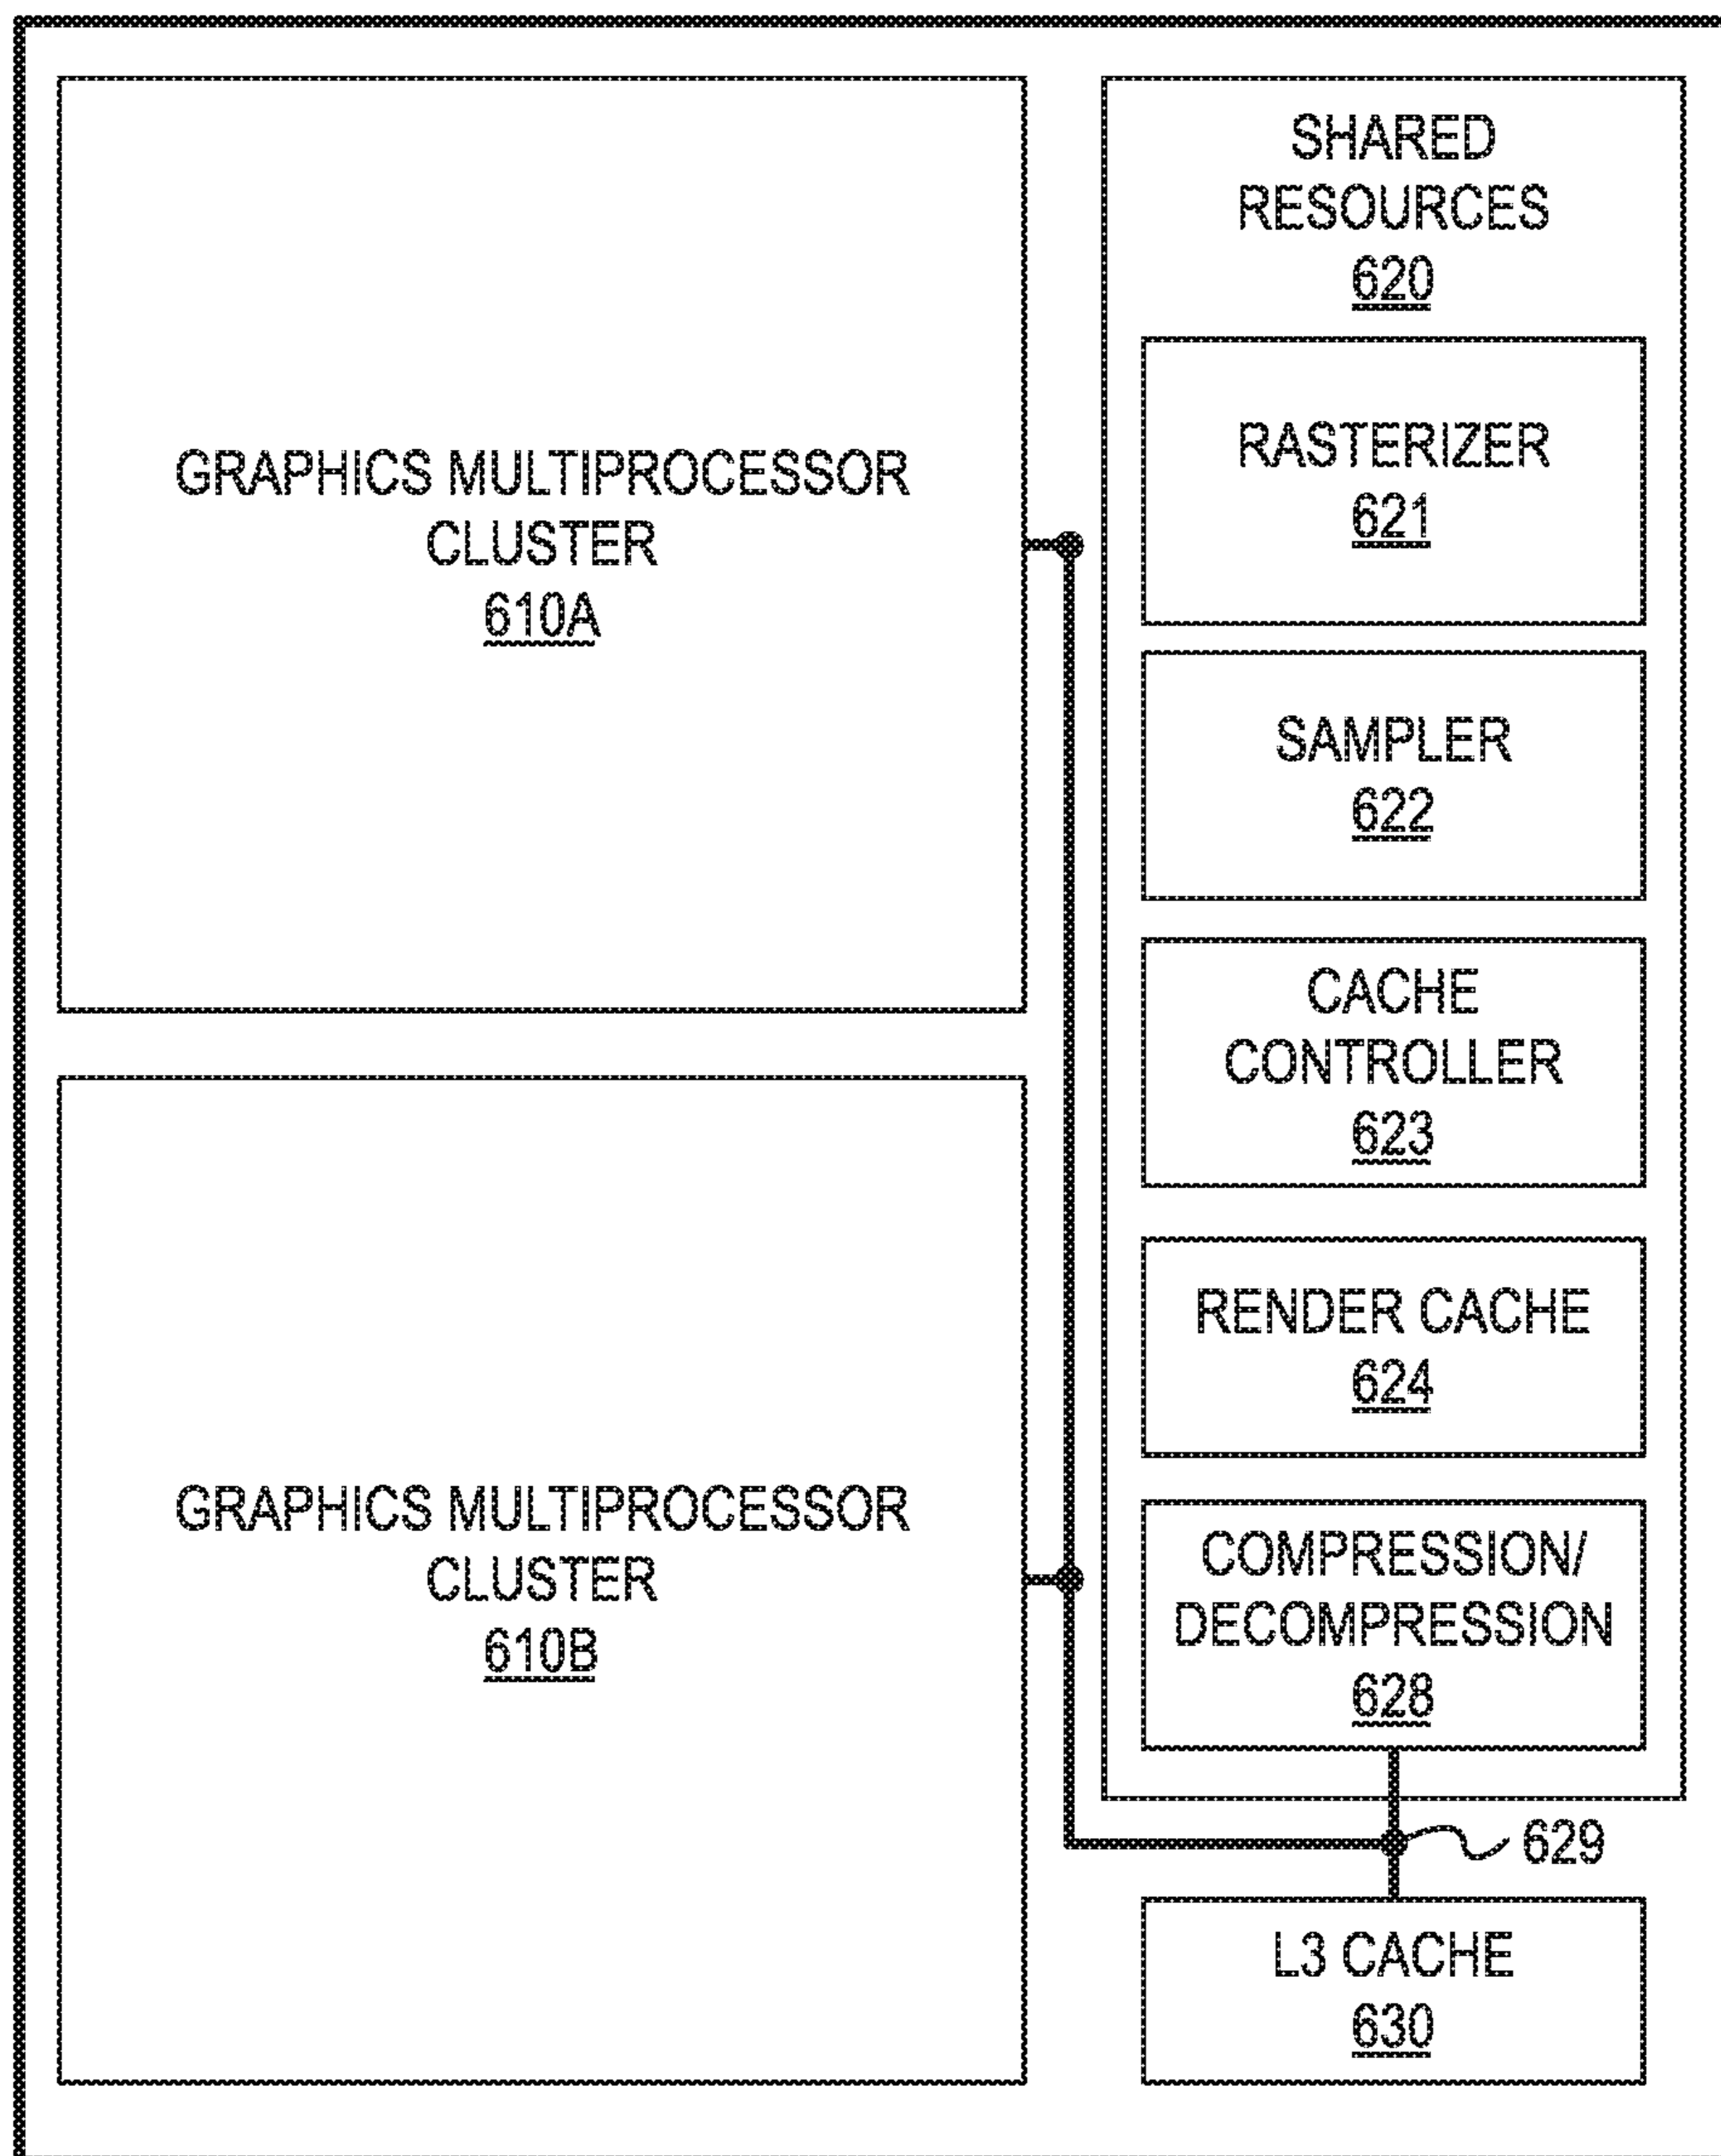 GRAPHICS MULTIPROCESSOR
CLUSTER
610A
GRAPHICS MULTIPROCESSOR
CLUSTER
610B
SHARED
RESOURCES
620
RASTERIZER
621
SAMPLER
622
CACHE
CONTROLLER
623
RENDER CACHE
624
COMPRESSION/
DECOMPRESSION
628
629
L3 CACHE
630